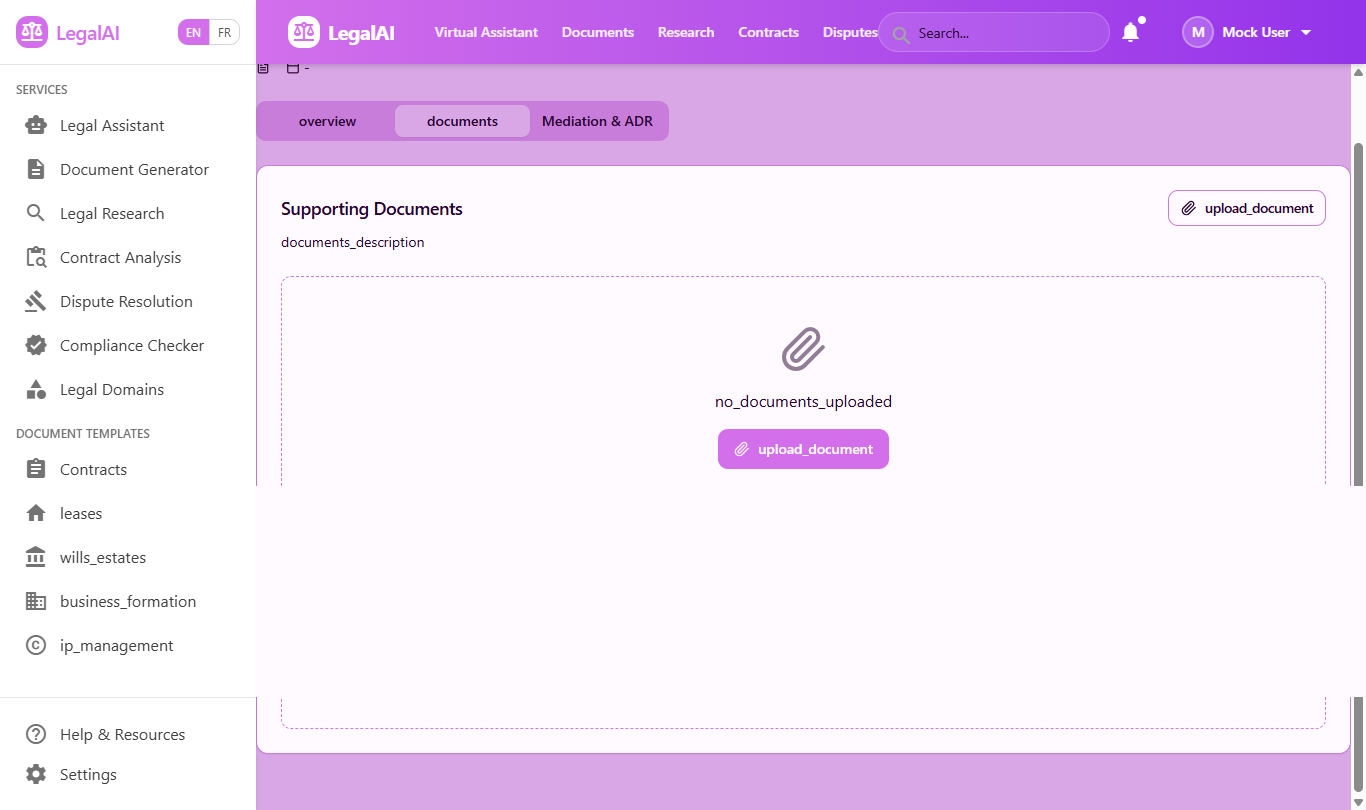 LegalAI
EN FR
LegalAI
Virtual Assistant
Documents
Research
Contracts
Disputes
Search...
M
Mock User
SERVICES
Legal Assistant
Document Generator
Legal Research
Contract Analysis
Dispute Resolution
Compliance Checker
Legal Domains
DOCUMENT TEMPLATES
Contracts
leases
wills_estates
business_formation
ip_management
Help & Resources
Settings
-
overview
documents
Mediation & ADR
Supporting Documents
upload_document
documents_description
no_documents_uploaded
upload_document